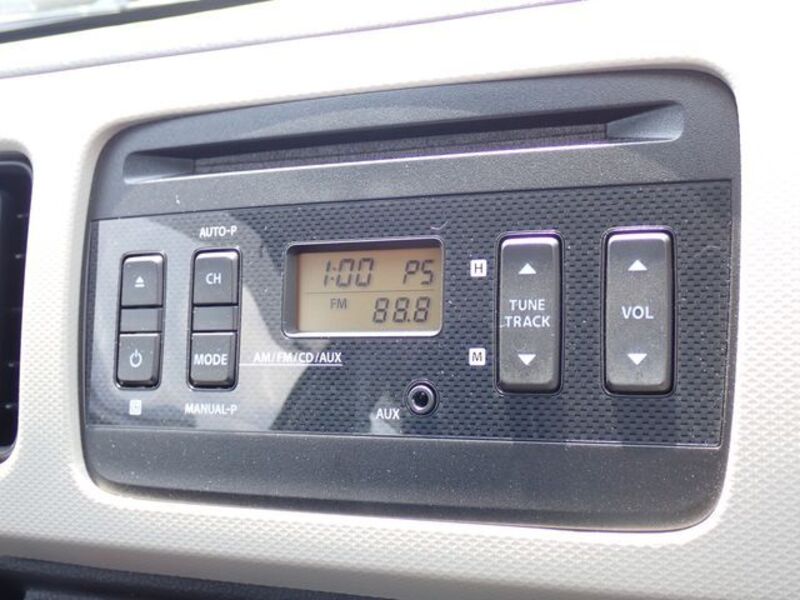 AUTO-P
CH
MODE
MANUAL-P
AM/FM/CD/AUX
1:00 PS
FM
88.8
AUX
H
M
TUNE
TRACK
VOL